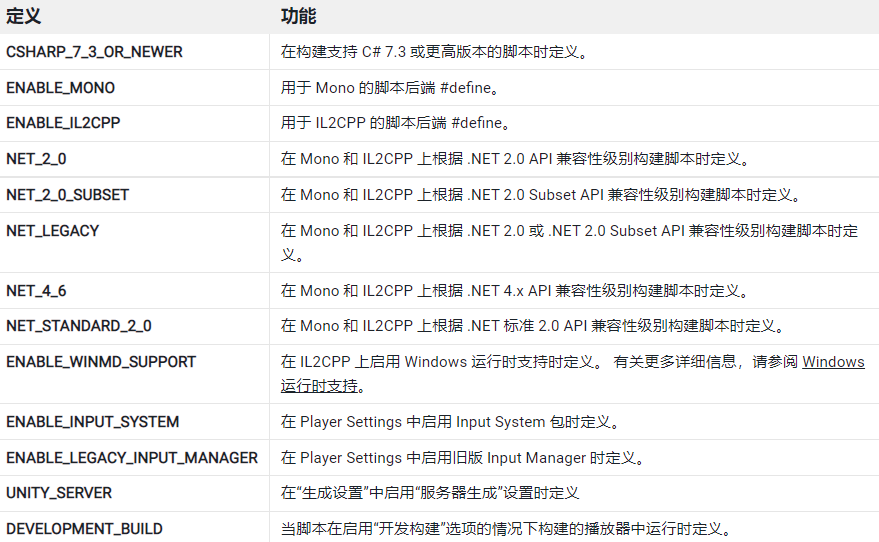 定义 功能
CSHARP_7_3_OR_NEWER 在构建支持 C# 7.3 或更高版本的脚本时定义。
ENABLE_MONO 用于 Mono 的脚本后端 #define。
ENABLE_IL2CPP 用于 IL2CPP 的脚本后端 #define。
NET_2_0 在 Mono 和 IL2CPP 上根据 .NET 2.0 API 兼容性级别构建脚本时定义。
NET_2_0_SUBSET 在 Mono 和 IL2CPP 上根据 .NET 2.0 Subset API 兼容性级别构建脚本时定义。
NET_LEGACY 在 Mono 和 IL2CPP 上根据 .NET 2.0 或 .NET 2.0 Subset API 兼容性级别构建脚本时定
义。
NET_4_6 在 Mono 和 IL2CPP 上根据 .NET 4.x API 兼容性级别构建脚本时定义。
NET_STANDARD_2_0 在 Mono 和 IL2CPP 上根据 .NET 标准 2.0 API 兼容性级别构建脚本时定义。
ENABLE_WINMD_SUPPORT 在 IL2CPP 上启用 Windows 运行时支持时定义。 有关更多详细信息，请参阅 Windows
运行时支持。
ENABLE_INPUT_SYSTEM 在 Player Settings 中启用 Input System 包时定义。
ENABLE_LEGACY_INPUT_MANAGER 在 Player Settings 中启用旧版 Input Manager 时定义。
UNITY_SERVER 在“生成设置”中启用“服务器生成”设置时定义
DEVELOPMENT_BUILD 当脚本在启用“开发构建”选项的情况下构建的播放器中运行时定义。